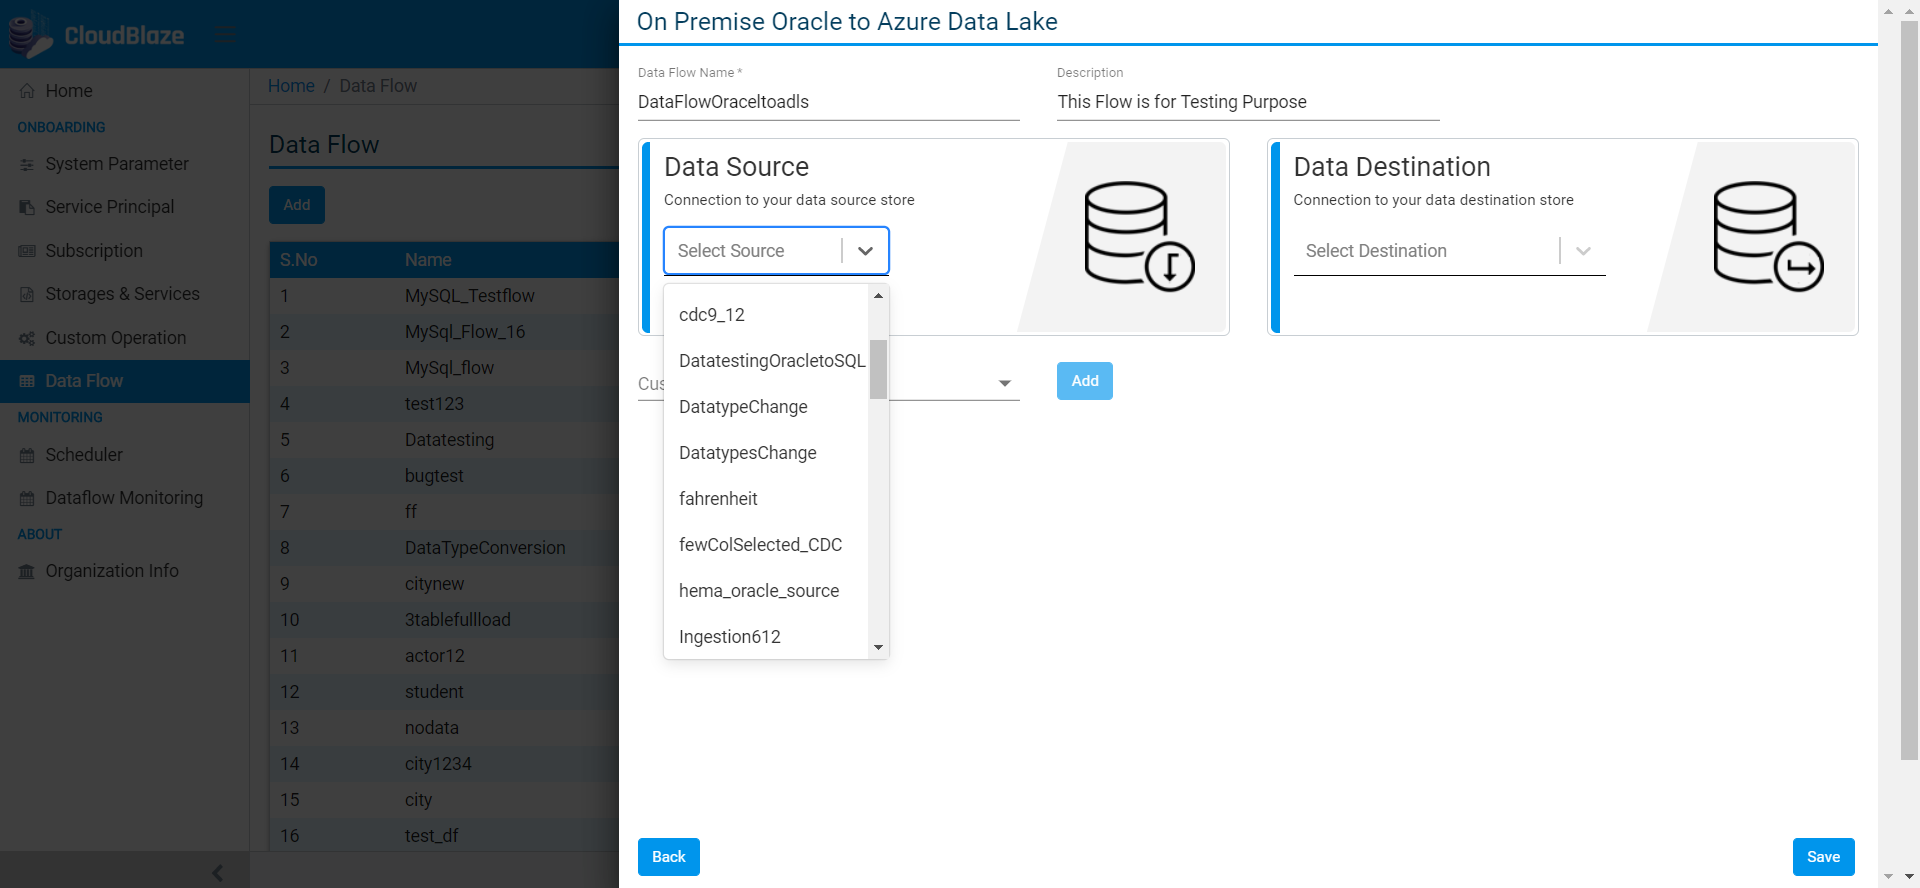 CloudBlaze
Home
ONBOARDING
System Parameter
Service Principal
Subscription
Storages & Services
Custom Operation
Data Flow
MONITORING
Scheduler
Dataflow Monitoring
ABOUT
Organization Info
Home / Data Flow
Data Flow
Add
S.No Name
1 MySQL_Testflow
2 MySql_Flow_16
3 MySql_flow
4 test123
5 Datatesting
6 bugtest
7 ff
8 DataTypeConversion
9 citynew
10 3tablefullload
11 actor12
12 student
13 nodata
14 city1234
15 city
16 test_df
On Premise Oracle to Azure Data Lake
Data Flow Name *
DataFlowOraceltoadls
Description
This Flow is for Testing Purpose
Data Source
Connection to your data source store
Select Source
cdc9_12
DatatestingOracletoSQL
DatatypeChange
DatatypesChange
fahrenheit
fewColSelected_CDC
hema_oracle_source
Ingestion612
Data Destination
Connection to your data destination store
Select Destination
Cus
Add
Back
Save